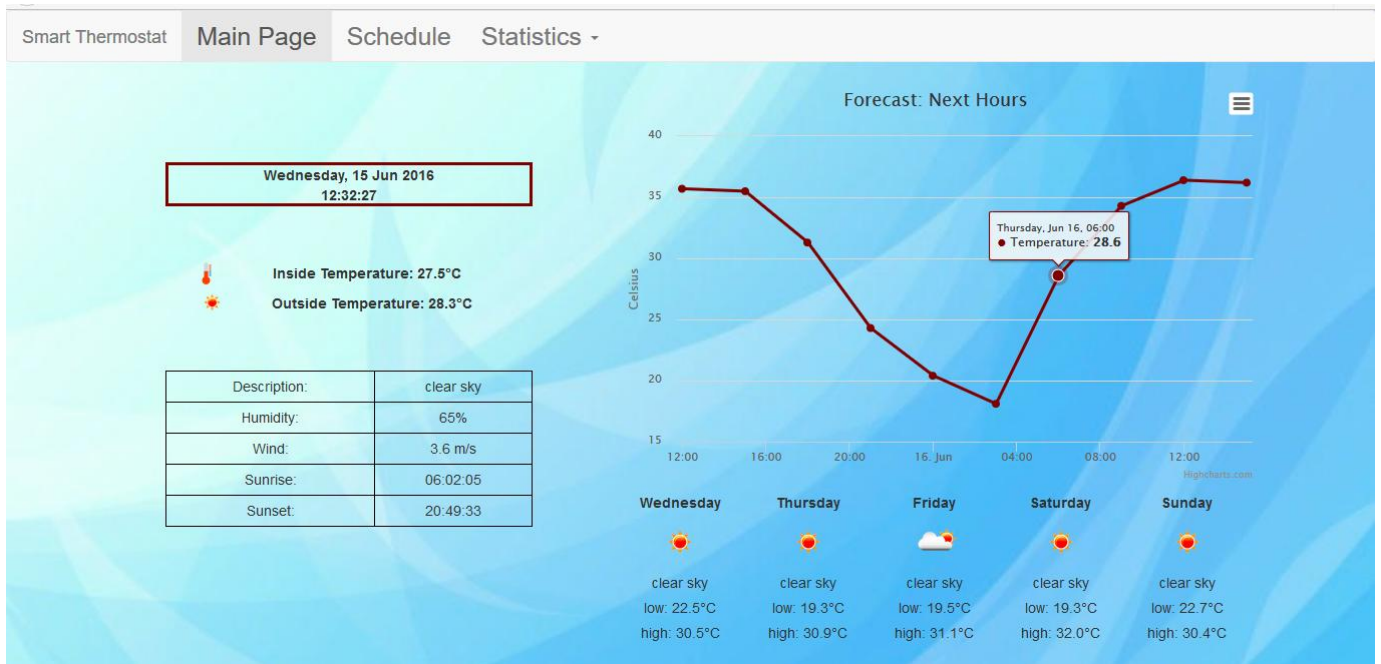 Smart Thermostat Main Page Schedule Statistics
Wednesday, 15 Jun 2016
12:32:27
Inside Temperature: 27.5°C
Outside Temperature: 28.3°C
Description: clear sky
Humidity: 65%
Wind: 3.6 m/s
Sunrise: 06:02:05
Sunset: 20:49:33
Forecast: Next Hours
40
35
30
25
20
15
Celsius
Thursday, Jun 16, 06:00
Temperature: 28.6
12:00 16:00 20:00 16. Jun 04:00 08:00 12:00
Highcharts.com
Wednesday Thursday Friday Saturday Sunday
clear sky clear sky clear sky clear sky clear sky
low: 22.5°C low: 19.3°C low: 19.5°C low: 19.3°C low: 22.7°C
high: 30.5°C high: 30.9°C high: 31.1°C high: 32.0°C high: 30.4°C